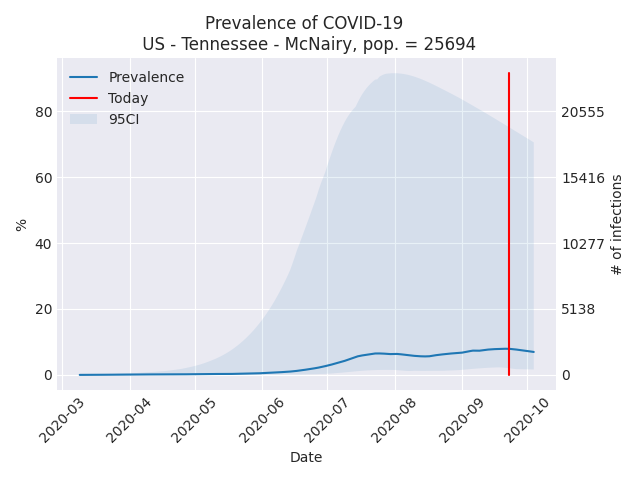 Prevalence of COVID-19
US - Tennessee - McNairy, pop. = 25694
Prevalence
Today
95CI
80
60
40
20
0
%
20555
15416
10277
5138
0
# of infections
2020-03
2020-04
2020-05
2020-06
2020-07
2020-08
2020-09
2020-10
Date